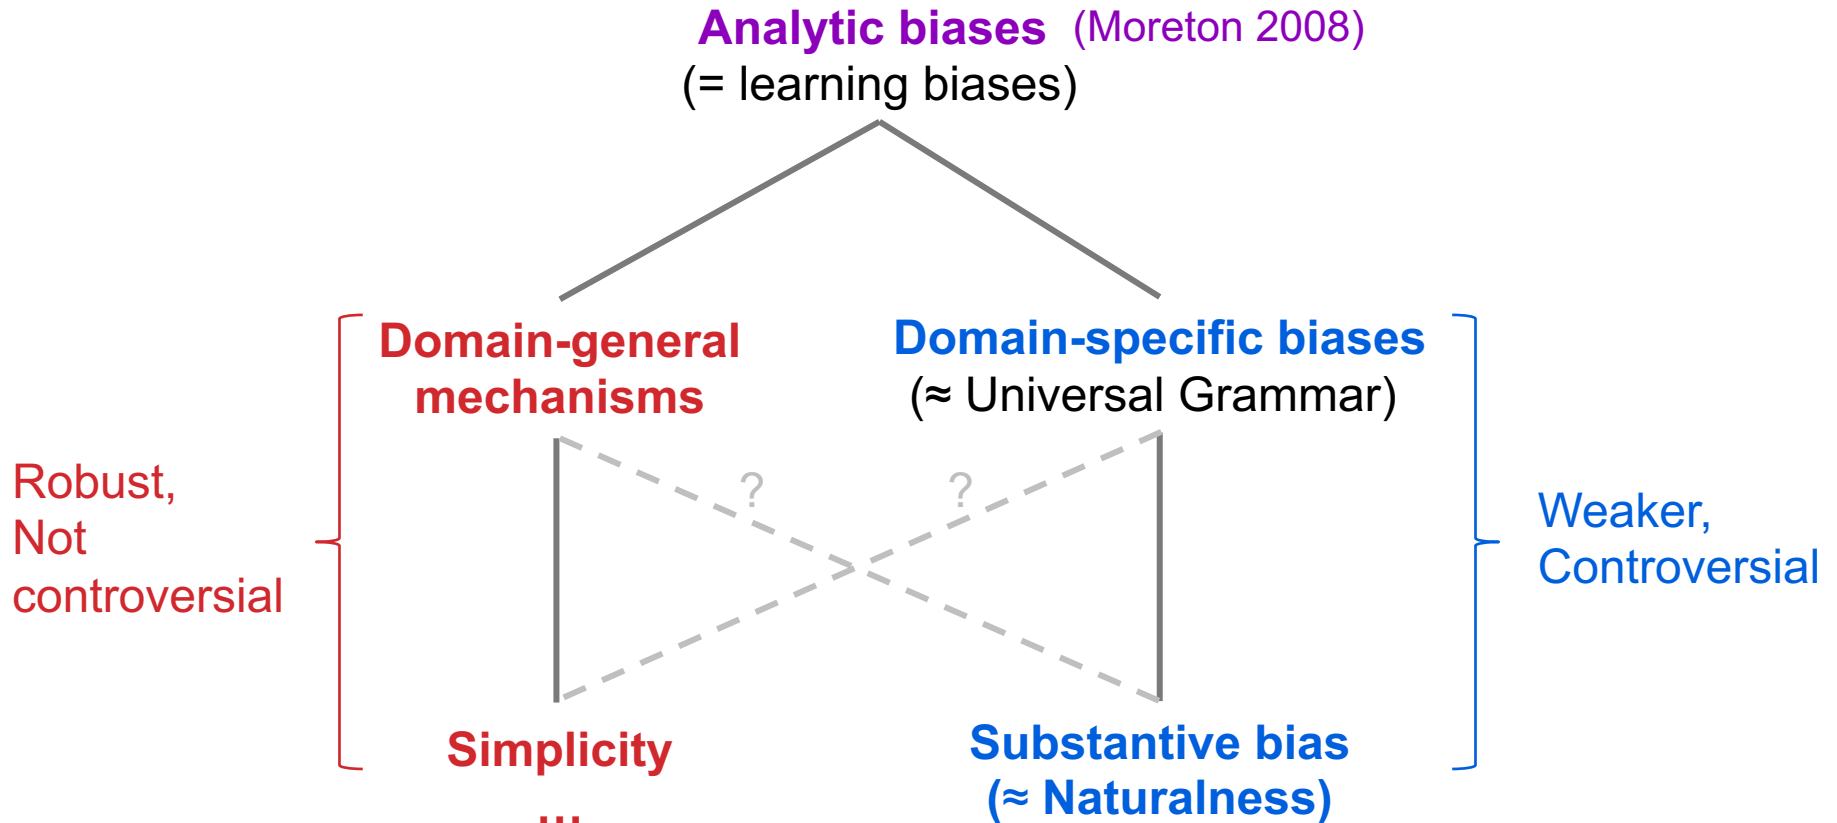 Analytic biases (Moreton 2008)
(= learning biases)
Domain-general
mechanisms
Domain-specific biases
(≈ Universal Grammar)
Robust,
Not
controversial
? ?
Weaker,
Controversial
Simplicity
...
Substantive bias
(≈ Naturalness)